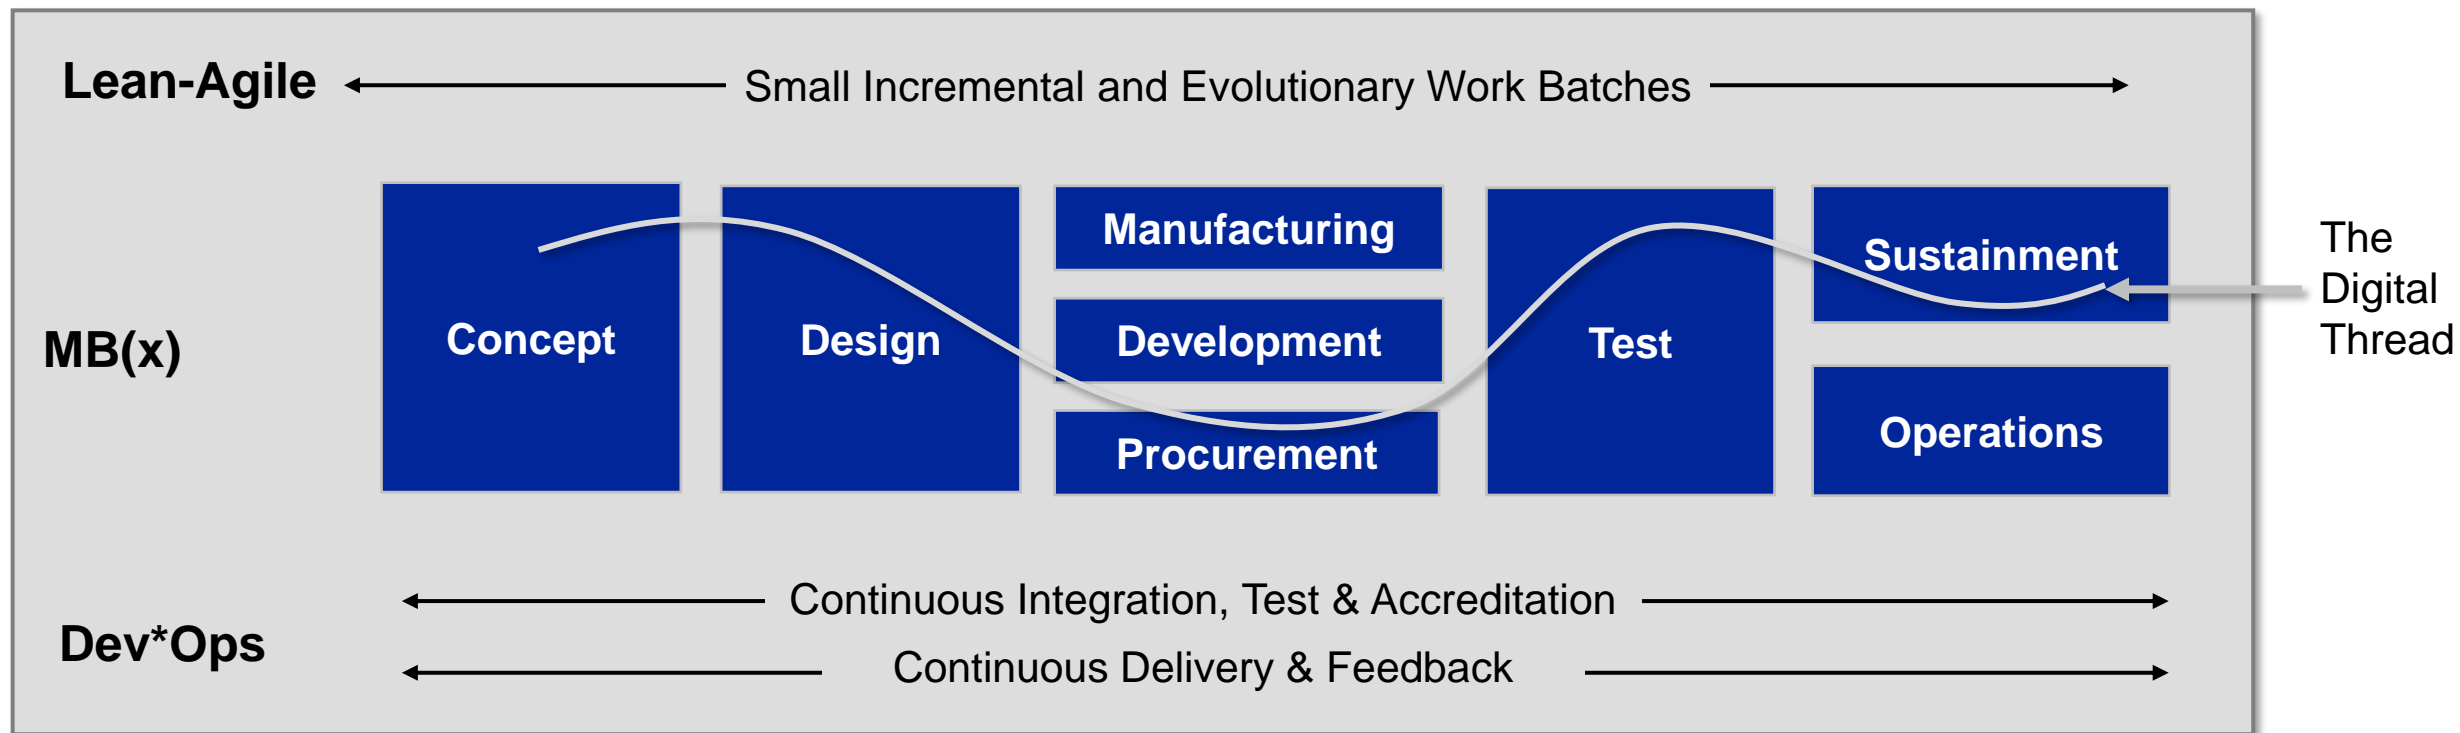 Lean-Agile
Small Incremental and Evolutionary Work Batches
MB(x)
Concept
Design
Manufacturing
Development
Procurement
Test
Sustainment
Operations
The
Digital
Thread
Dev*Ops
Continuous Integration, Test & Accreditation
Continuous Delivery & Feedback